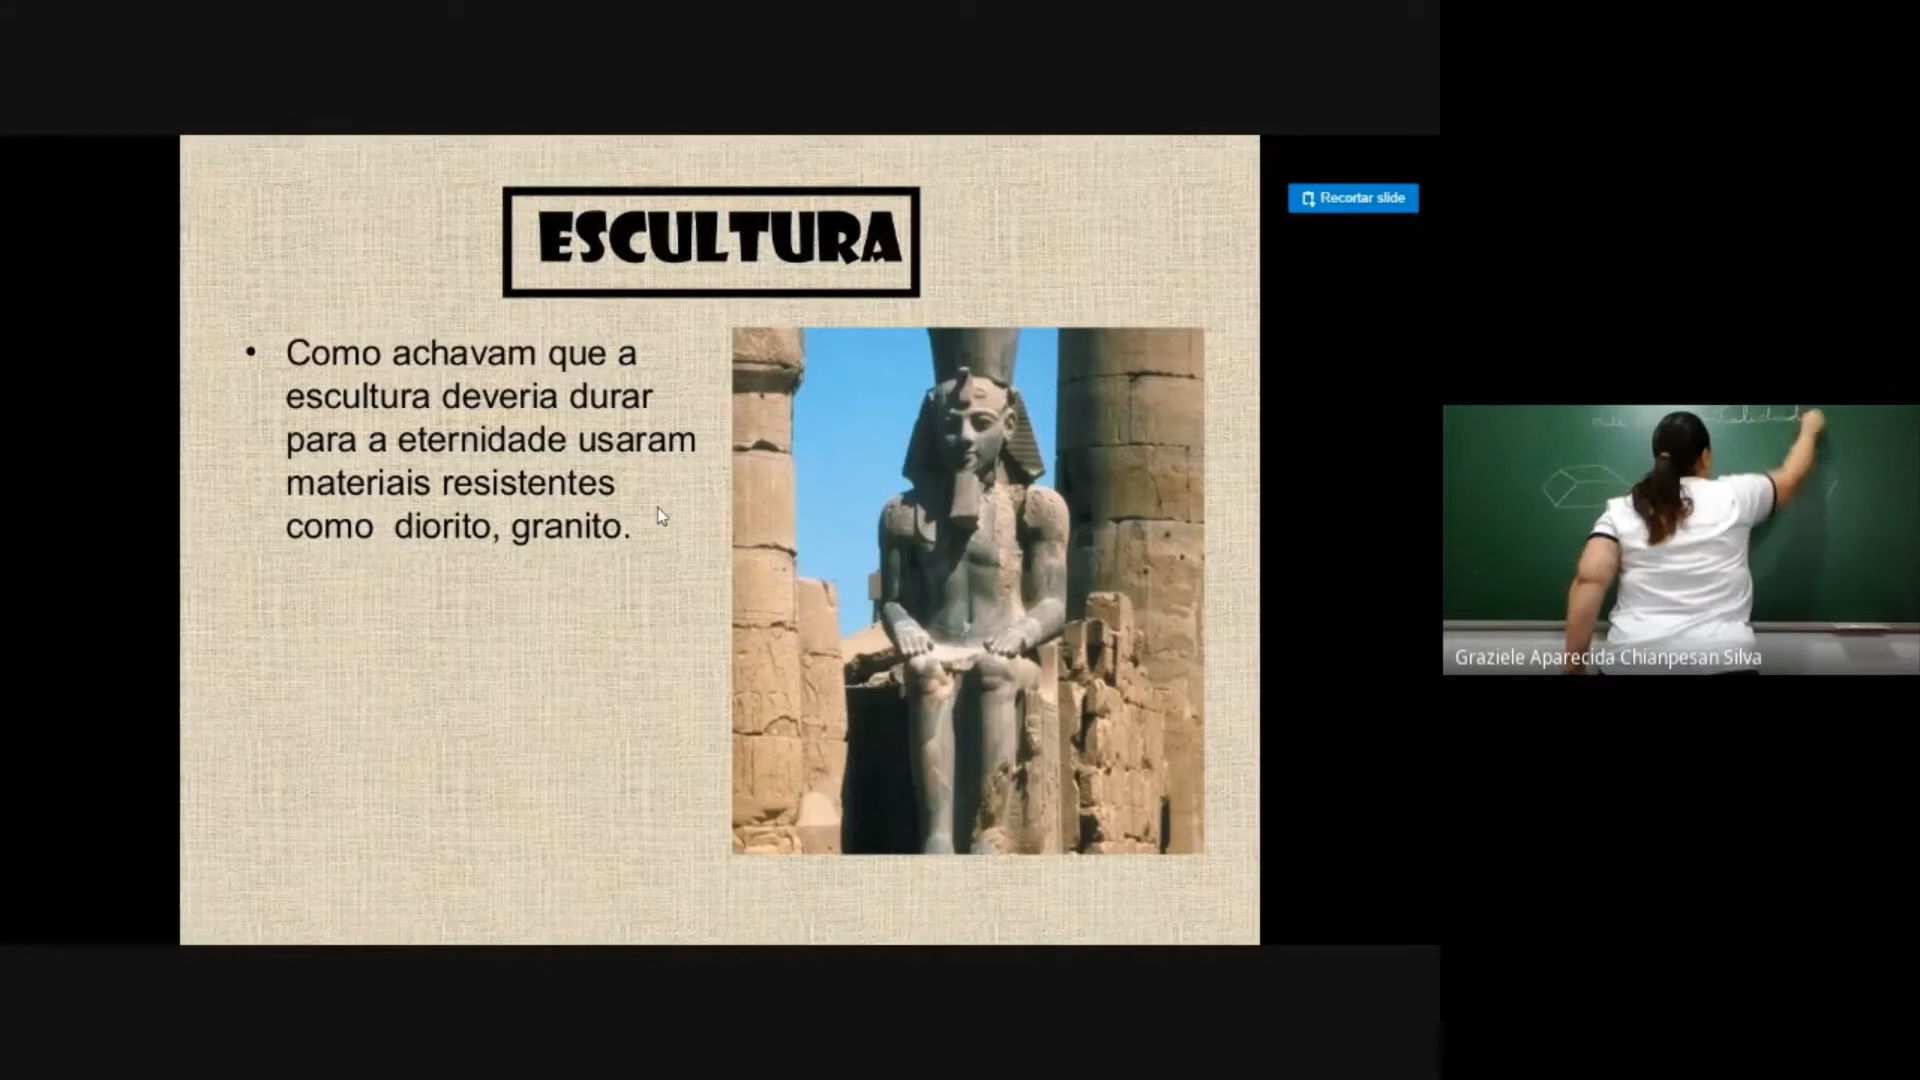 ESCULTURA
Recortar slide
• Como achavam que a
escultura deveria durar
para a eternidade usaram
materiais resistentes
como  diorito, granito.
Graziele Aparecida Chianpesan Silva